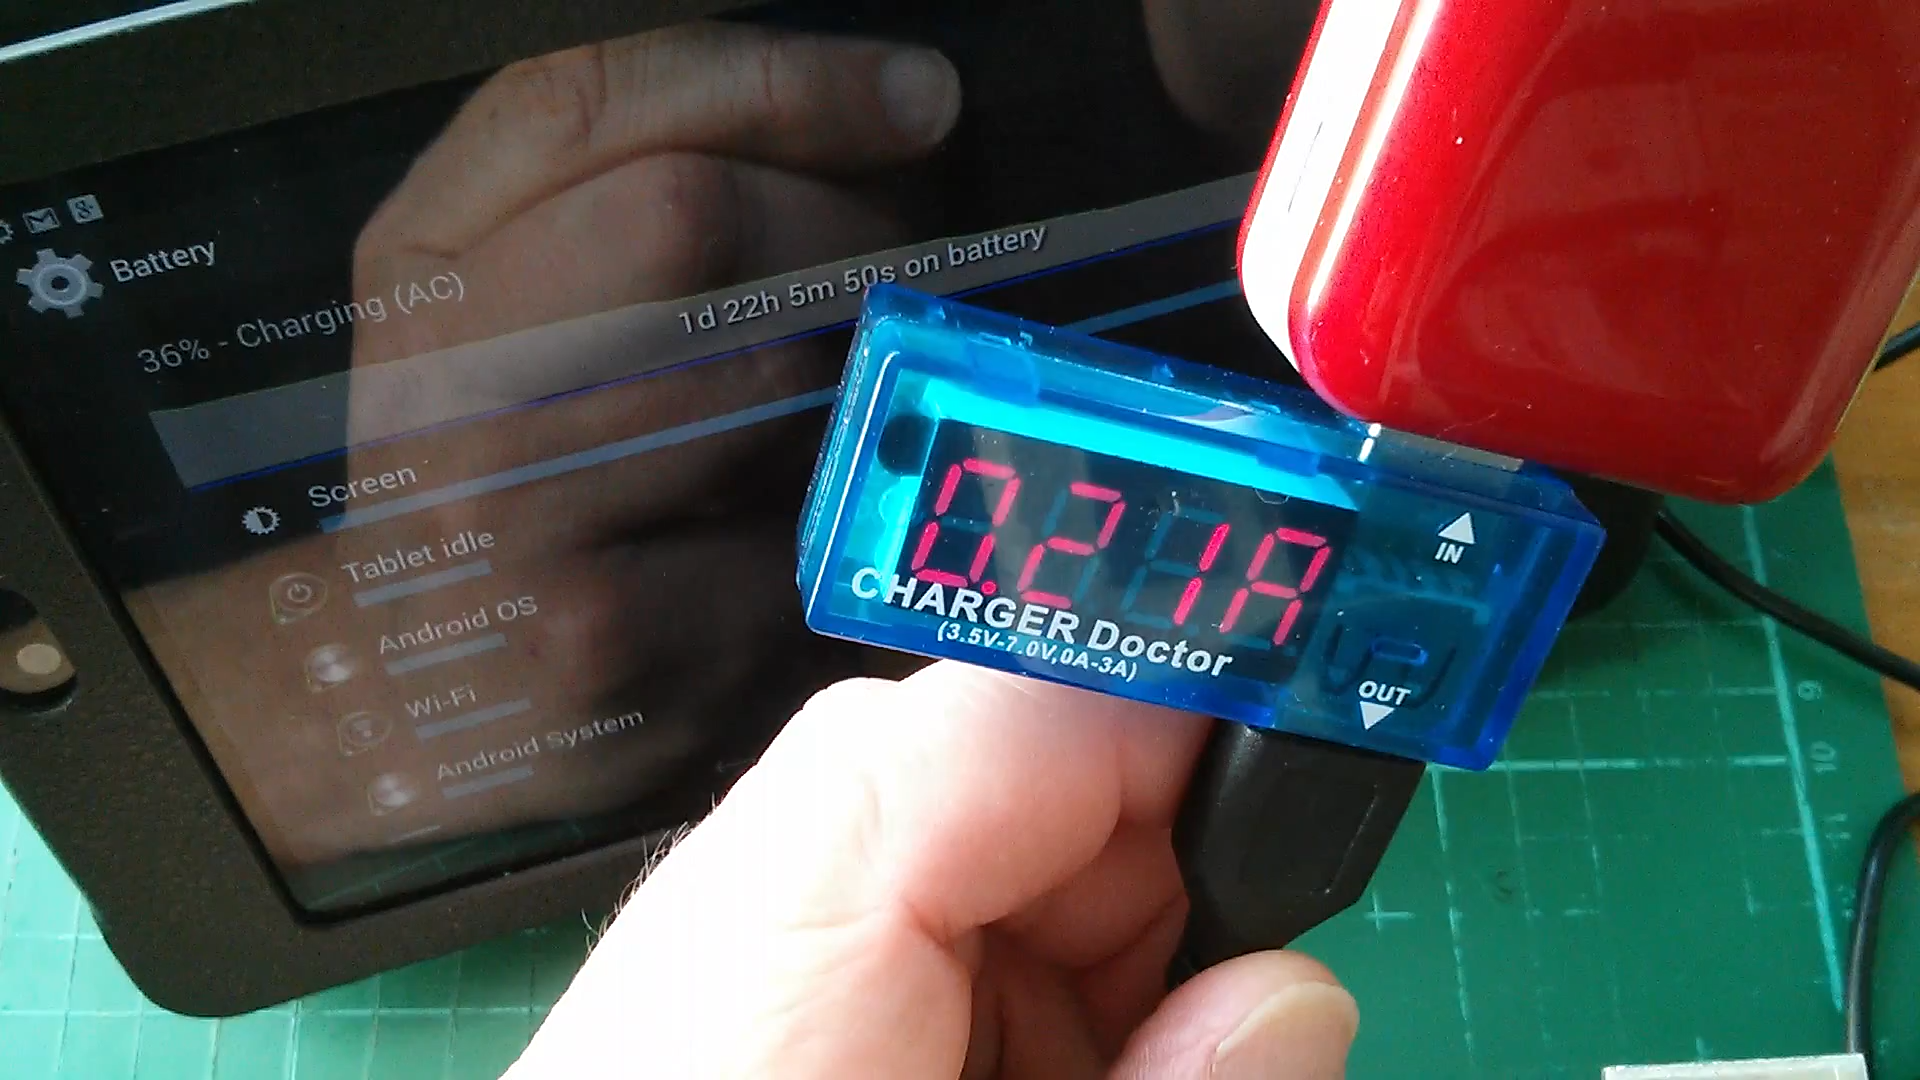 Battery
36% - Charging (AC)
1d 22h 5m 50s on battery
Screen
Tablet idle
Android OS
Wi-Fi
Android System
0.21A
CHARGER Doctor
(3.5V-7.0V,0A-3A)
IN
OUT
9
10